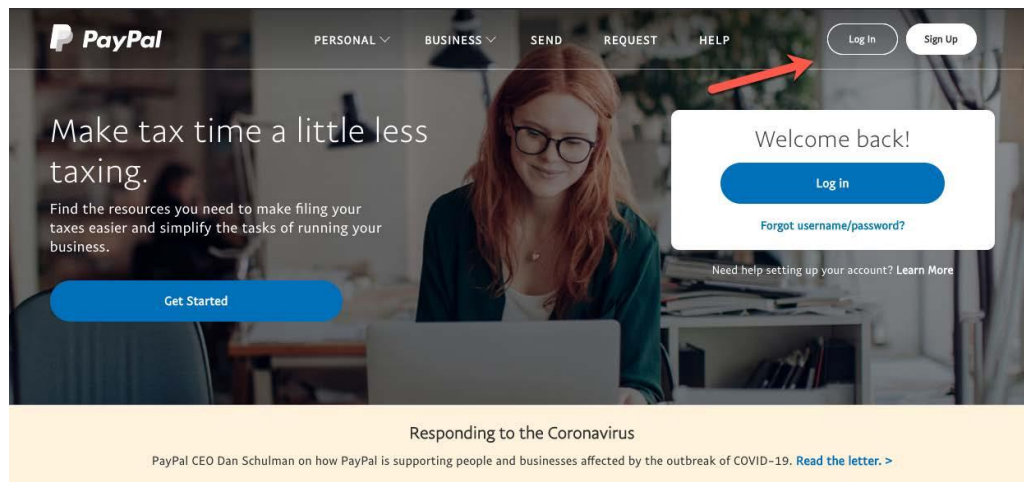 PayPal
PERSONAL
BUSINESS
SEND
REQUEST
HELP
Log In
Sign Up
Make tax time a little less
taxing.
Find the resources you need to make filing your
taxes easier and simplify the tasks of running your
business.
Get Started
Welcome back!
Log in
Forgot username/password?
Need help setting up your account? Learn More
Responding to the Coronavirus
PayPal CEO Dan Schulman on how PayPal is supporting people and businesses affected by the outbreak of COVID-19. Read the letter. >